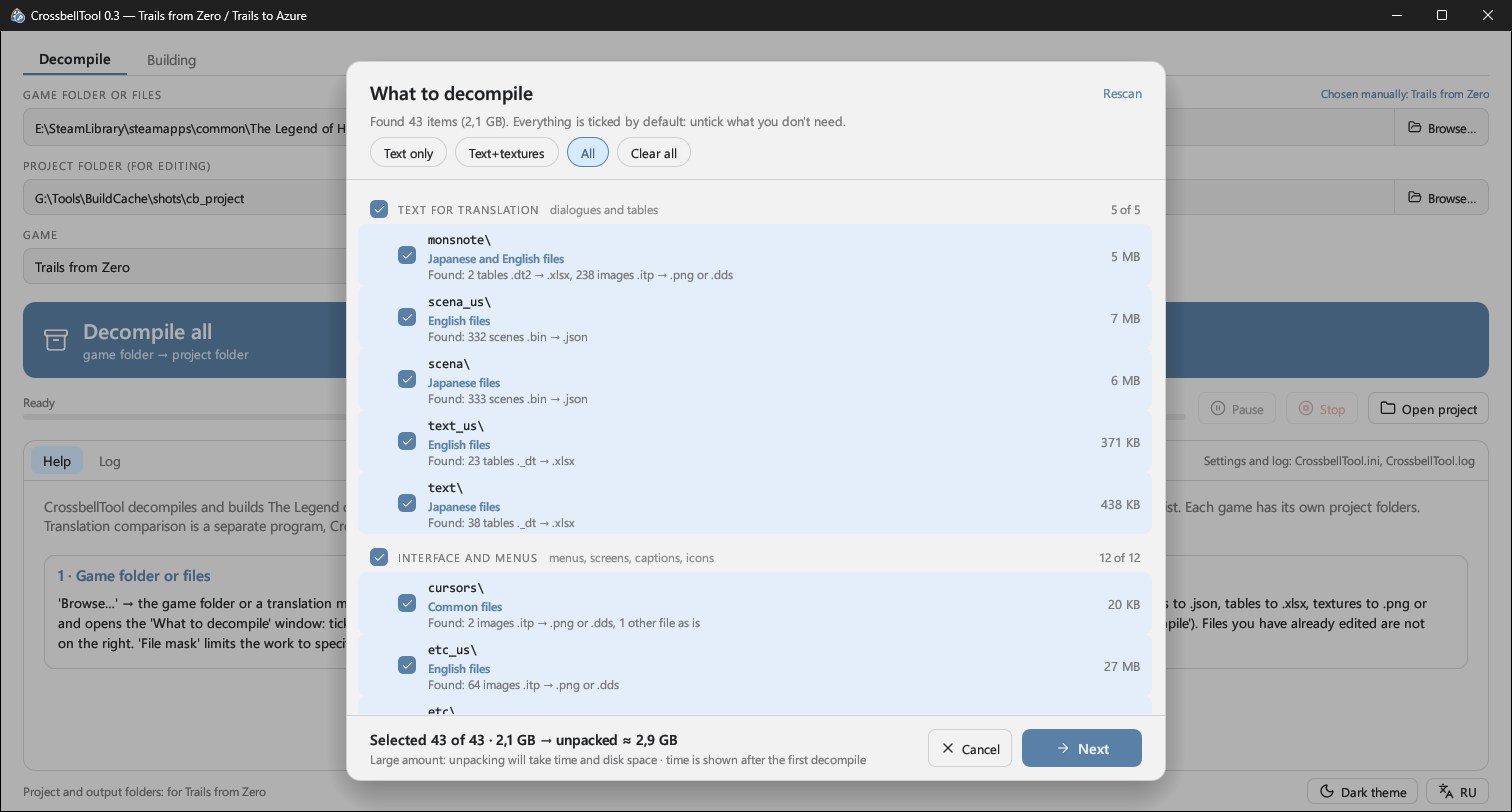 CrossbellTool 0.3 — Trails from Zero / Trails to Azure
Decompile
Building
GAME FOLDER OR FILES
Chosen manually: Trails from Zero
E:\SteamLibrary\steamapps\common\The Legend of H
Browse...
PROJECT FOLDER (FOR EDITING)
G:\Tools\BuildCache\shots\cb_project
Browse...
GAME
Trails from Zero
Decompile all
game folder → project folder
Ready
Pause
Stop
Open project
Help
Log
Settings and log: CrossbellTool.ini, CrossbellTool.log
CrossbellTool decompiles and builds The Legend
ist. Each game has its own project folders.
Translation comparison is a separate program,
1 · Game folder or files
'Browse...' → the game folder or a translation
s to .json, tables to .xlsx, textures to .png or
and opens the 'What to decompile' window:
pile'). Files you have already edited are not
on the right. 'File mask' limits the work to
What to decompile
Rescan
Found 43 items (2,1 GB). Everything is ticked by default: untick what you don't need.
Text only
Text+textures
All
Clear all
TEXT FOR TRANSLATION dialogues and tables 5 of 5
monsnote\
Japanese and English files
5 MB
Found: 2 tables .dt2 → .xlsx, 238 images .itp → .png or .dds
scena_us\
English files
7 MB
Found: 332 scenes .bin → .json
scena\
Japanese files
6 MB
Found: 333 scenes .bin → .json
text_us\
English files
371 KB
Found: 23 tables ._dt → .xlsx
text\
Japanese files
438 KB
Found: 38 tables ._dt → .xlsx
INTERFACE AND MENUS menus, screens, captions, icons 12 of 12
cursors\
Common files
20 KB
Found: 2 images .itp → .png or .dds, 1 other file as is
etc_us\
English files
27 MB
Found: 64 images .itp → .png or .dds
etc\
Selected 43 of 43 · 2,1 GB → unpacked ≈ 2,9 GB
Large amount: unpacking will take time and disk space · time is shown after the first decompile
Cancel
Next
Project and output folders: for Trails from Zero
Dark theme
RU